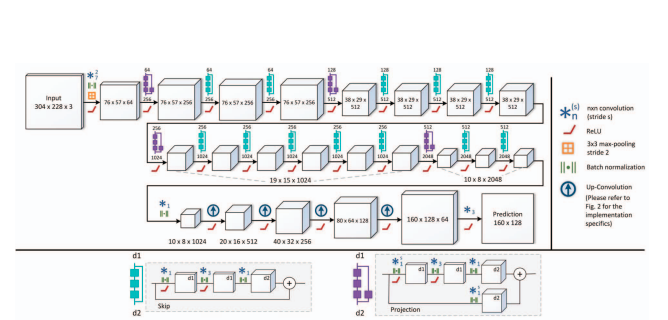 64 64 64 64 128 128 128 128
Input
304 x 228 x 3
2
7
76 x 57 x 64
256
76 x 57 x 256
256
76 x 57 x 256
256
76 x 57 x 256
512
38 x 29 x
512
512
38 x 29 x
512
512
38 x 29 x
512
512
38 x 29 x
512
(s)
n
nxn convolution
(stride s)
ReLU
3x3 max-pooling
stride 2
Batch normalization
Up-Convolution
(Please refer to
Fig. 2 for the
implementation
specifics)
256 256 256 256 256 256 512 512 512
1024 1024 1024 1024 1024 1024 2048 2048 2048
19 x 15 x 1024
10 x 8 x 2048
1
10 x 8 x 1024
20 x 16 x 512
40 x 32 x 256
80 x 64 x 128
160 x 128 x 64
3
Prediction
160 x 128
d1
d2
1
d1
3
d1
1
d2
Skip
d1
d2
1
d1
3
d1
1
d2
d2
Projection